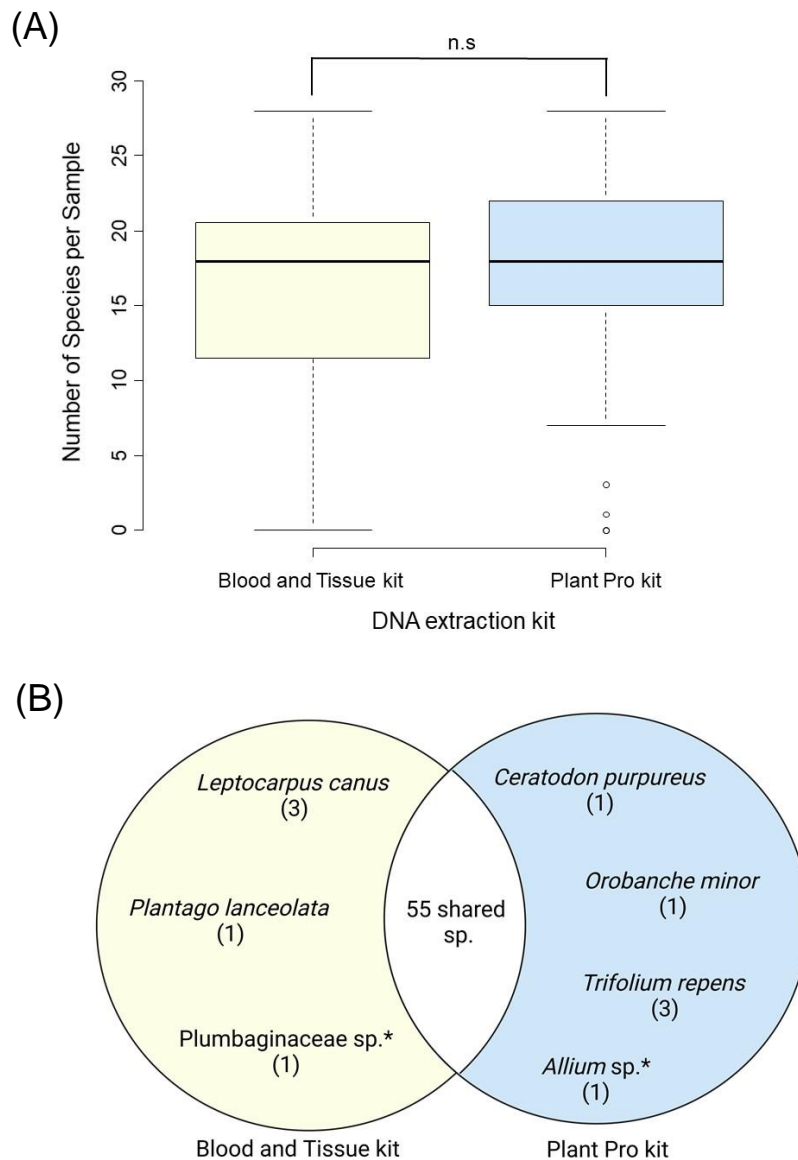 (A)
n.s
30
25
20
15
10
5
0
Number of Species per Sample
Blood and Tissue kit
Plant Pro kit
DNA extraction kit
(B)
Leptocarpus canus
(3)
Plantago lanceolata
(1)
Plumbaginaceae sp.*
(1)
55 shared
sp.
Ceratodon purpureus
(1)
Orobanche minor
(1)
Trifolium repens
(3)
Allium sp.*
(1)
Blood and Tissue kit
Plant Pro kit